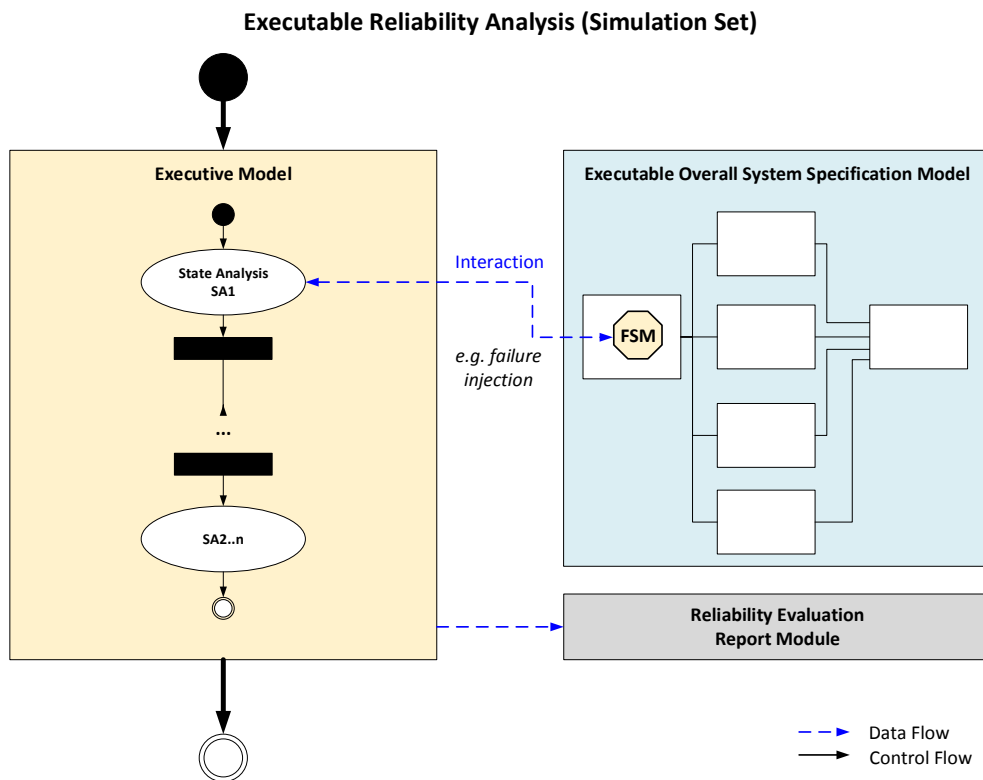 Executable Reliability Analysis (Simulation Set)
Executive Model
State Analysis
SA1
...
SA2..n
Interaction
e.g. failure
injection
Executable Overall System Specification Model
FSM
Reliability Evaluation
Report Module
Data Flow
Control Flow